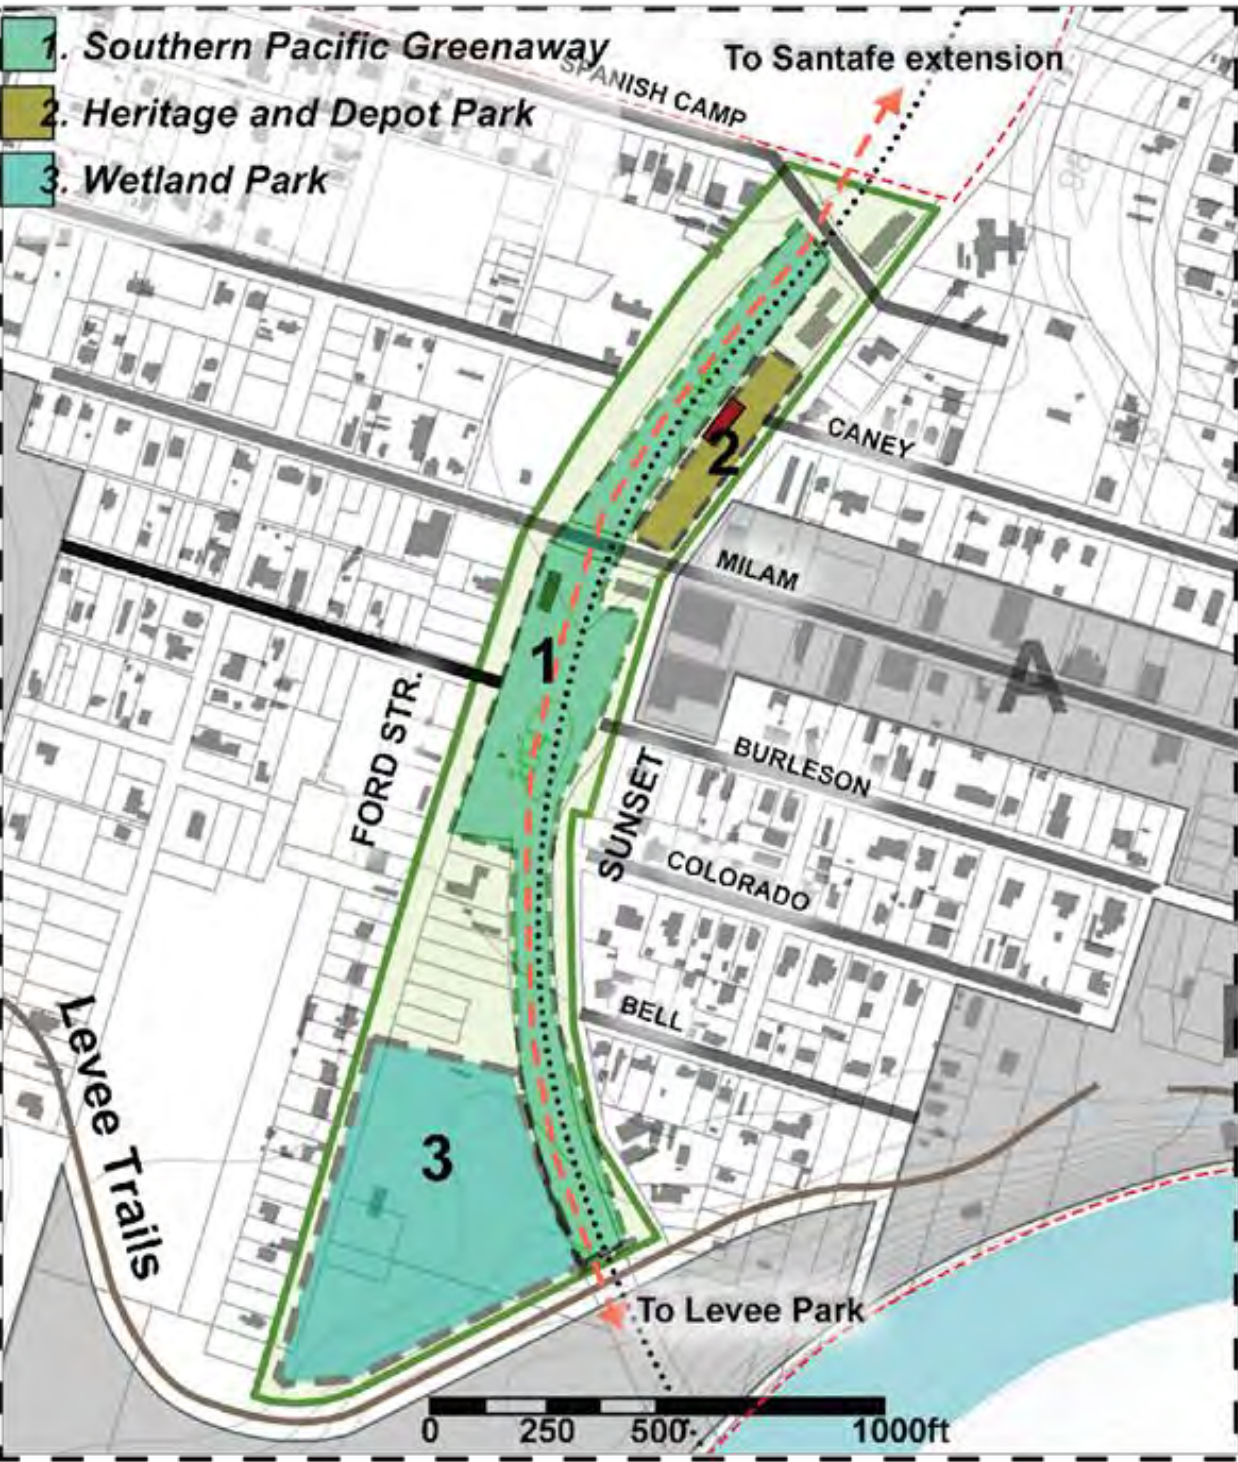 1. Southern Pacific Greenaway
To Santafe extension
SPANISH CAMP
2. Heritage and Depot Park
3. Wetland Park
CANEY
2
MILAM
1
A
FORD STR.
BURLESON
SUNSET
COLORADO
BELL
Levee Trails
3
To Levee Park
0 250 500 1000ft